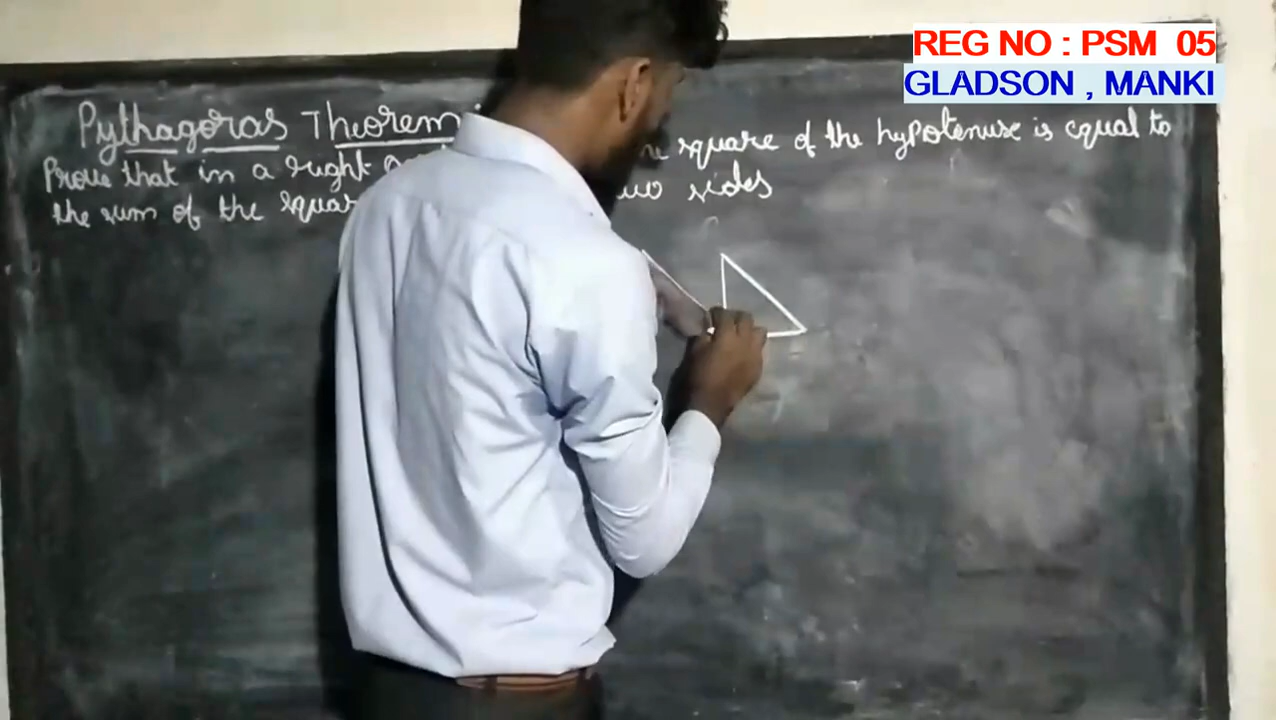 REG NO : PSM 05
GLADSON , MANKI
Pythagoras Theorem
Prove that in a right square of the hypotenuse is equal to
the sum of the sides